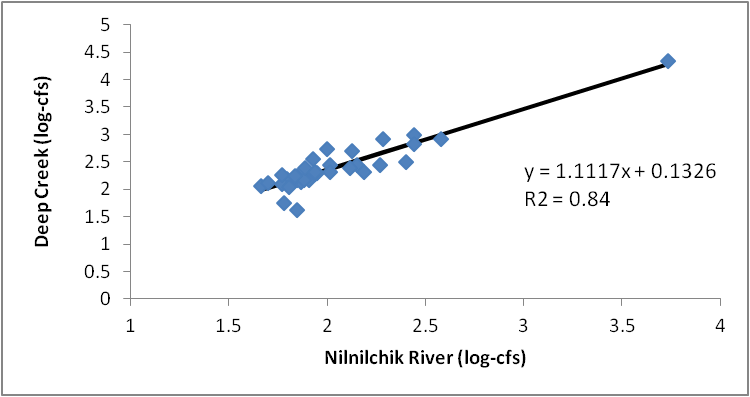 5
4.5
4
3.5
3
2.5
2
1.5
1
0.5
0
Deep Creek (log-cfs)
y = 1.1117x + 0.1326
R2 = 0.84
1 1.5 2 2.5 3 3.5 4
Nilnilchik River (log-cfs)